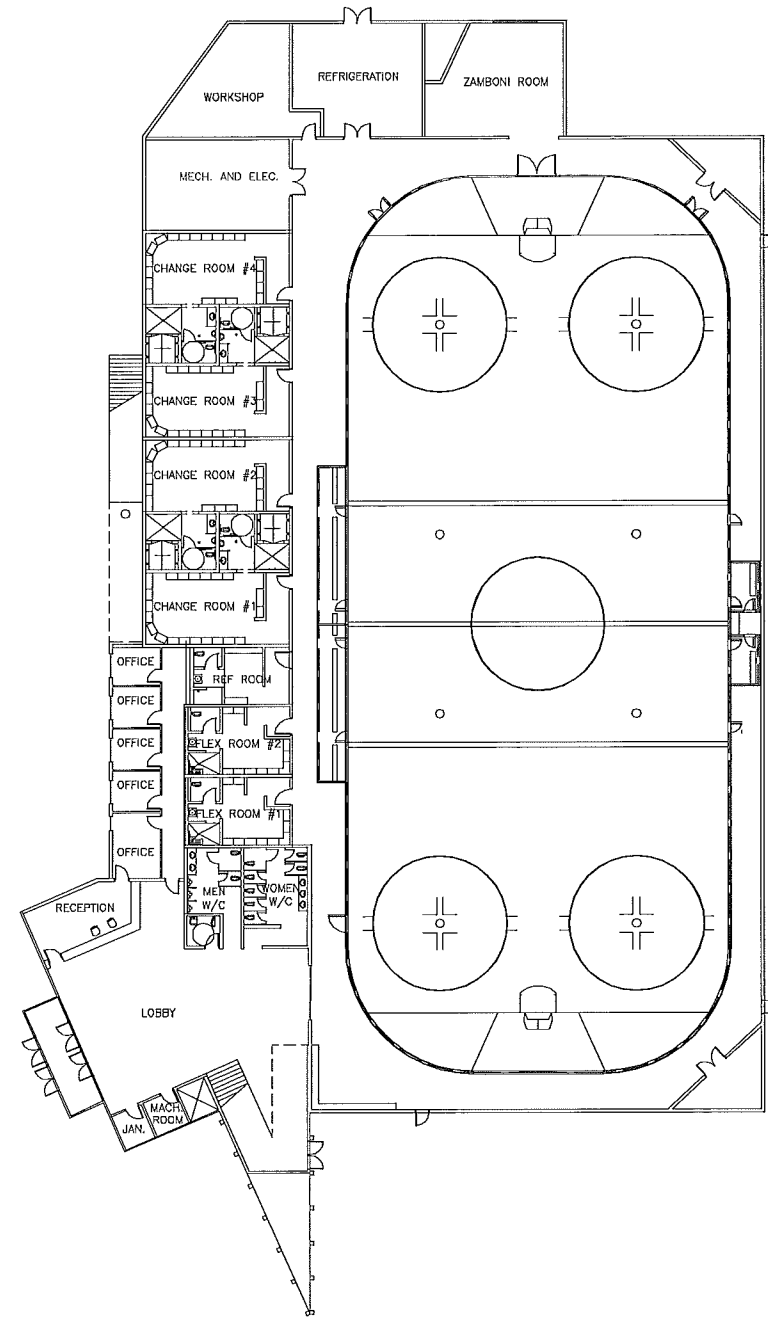 REFRIGERATION
ZAMBONI ROOM
WORKSHOP
MECH. AND ELEC.
CHANGE ROOM #4
CHANGE ROOM #3
CHANGE ROOM #2
CHANGE ROOM #1
OFFICE
REF ROOM
OFFICE
OFFICE
FLEX ROOM #2
OFFICE
FLEX ROOM #1
OFFICE
MEN
W/C
WOMEN
W/C
RECEPTION
LOBBY
MACH.
ROOM
JAN.